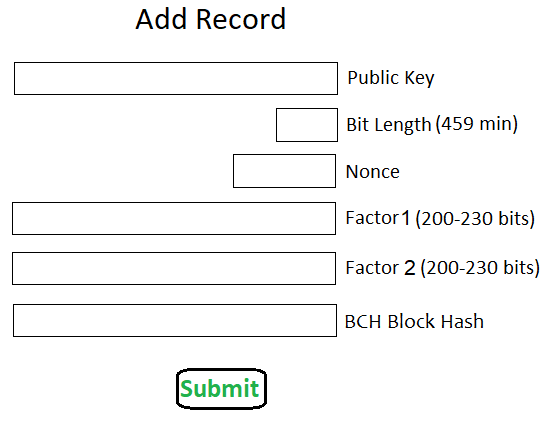 Add Record
Public Key
Bit Length (459 min)
Nonce
Factor 1 (200-230 bits)
Factor 2 (200-230 bits)
BCH Block Hash
Submit